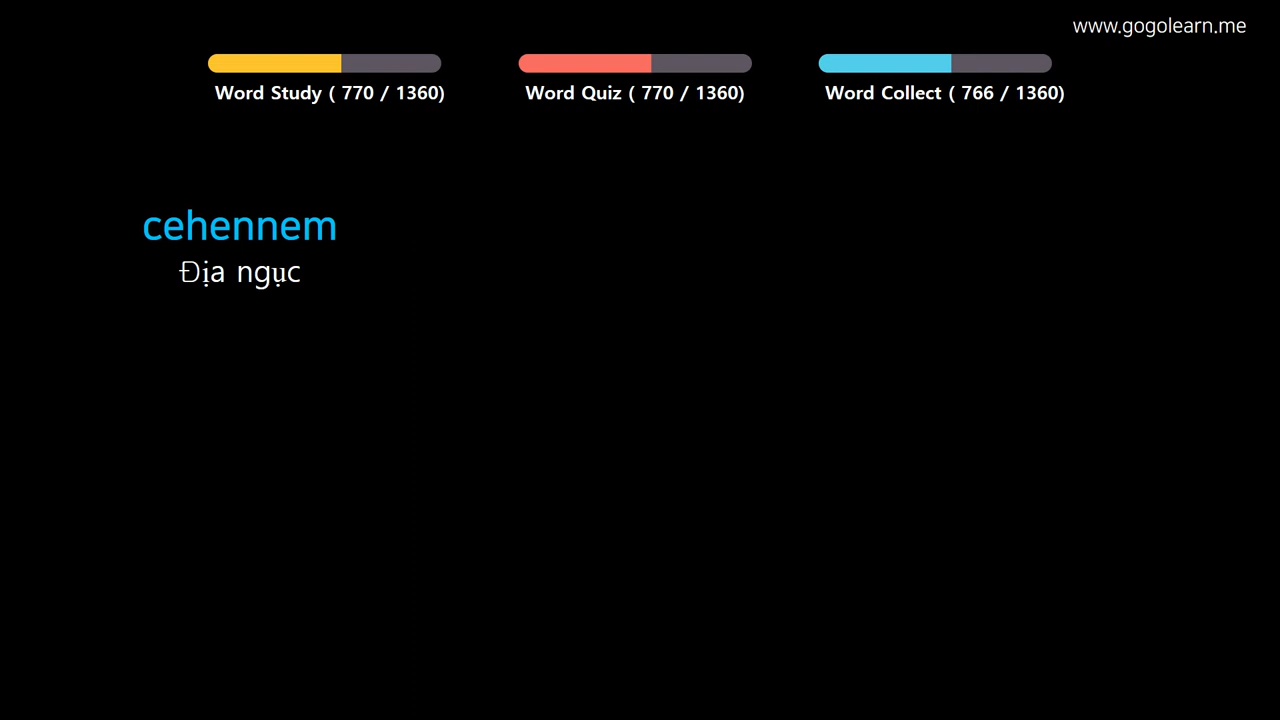 www.gogolearn.me
Word Study ( 770 / 1360)
Word Quiz ( 770 / 1360)
Word Collect ( 766 / 1360)
cehennem
Địa ngục